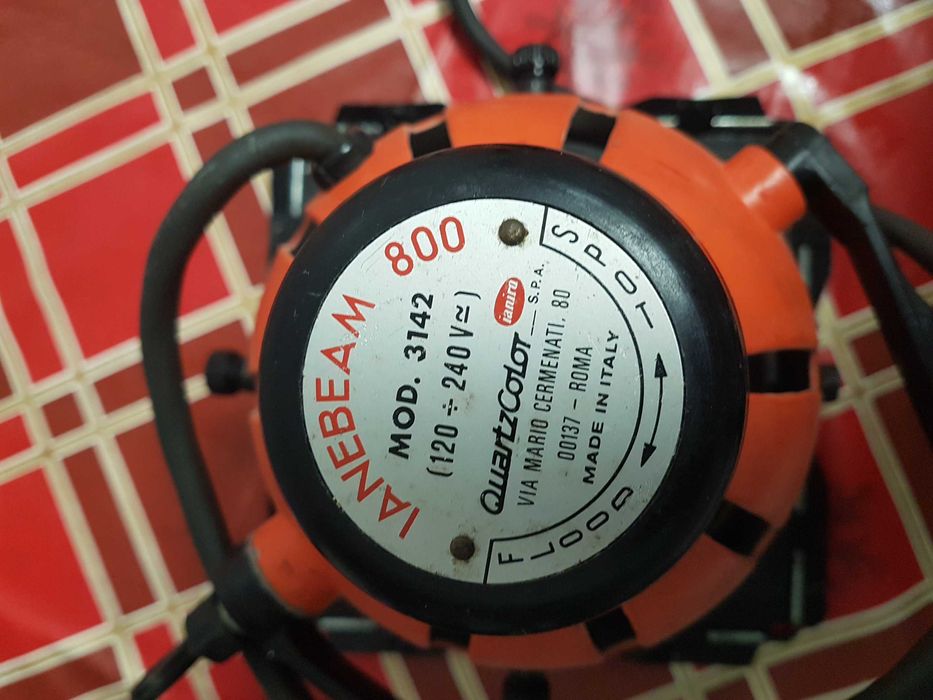 IANEBEAM 800
MOD. 3142
(120 ÷ 240 V ≃)
ianiro
QuartzColor S.P.A.
VIA MARIO CERMENATI. 80
00137 - ROMA
MADE IN ITALY
FLOOD
SPOT